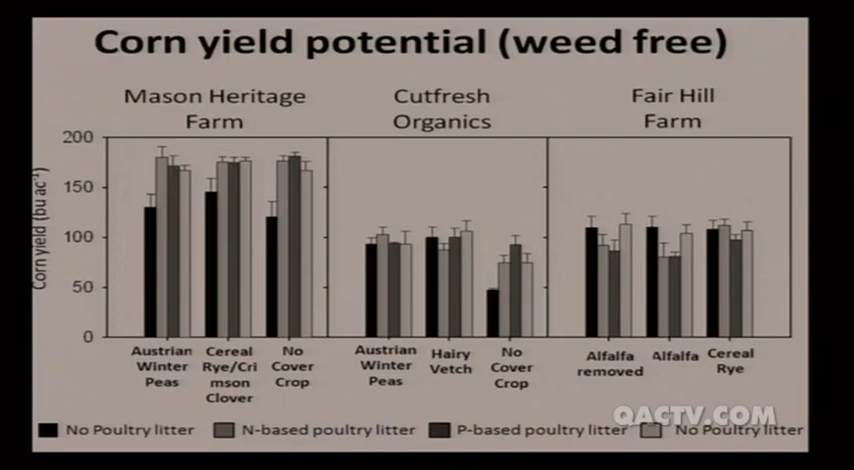 Corn yield potential (weed free)
Mason Heritage
Farm
Cutfresh
Organics
Fair Hill
Farm
Corn yield (bu ac⁻¹)
200
150
100
50
0
Austrian
Winter
Peas
Cereal
Rye/Cri
mson
Clover
No
Cover
Crop
Austrian
Winter
Peas
Hairy
Vetch
No
Cover
Crop
Alfalfa
removed
Alfalfa
Cereal
Rye
QACTV.COM
No Poultry litter N-based poultry litter P-based poultry litter No Poultry litter